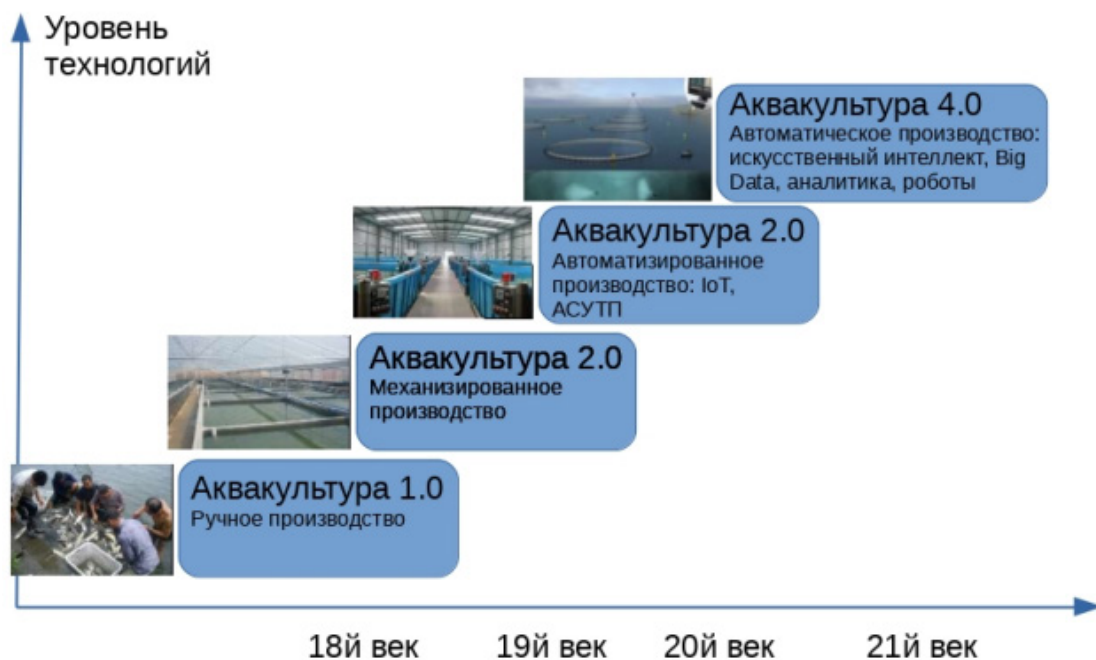 Уровень
технологий
Аквакультура 4.0
Автоматическое производство:
искусственный интеллект, Big
Data, аналитика, роботы
Аквакультура 2.0
Автоматизированное
производство: IoT,
АСУТП
Аквакультура 2.0
Механизированное
производство
Аквакультура 1.0
Ручное производство
18й век
19й век
20й век
21й век